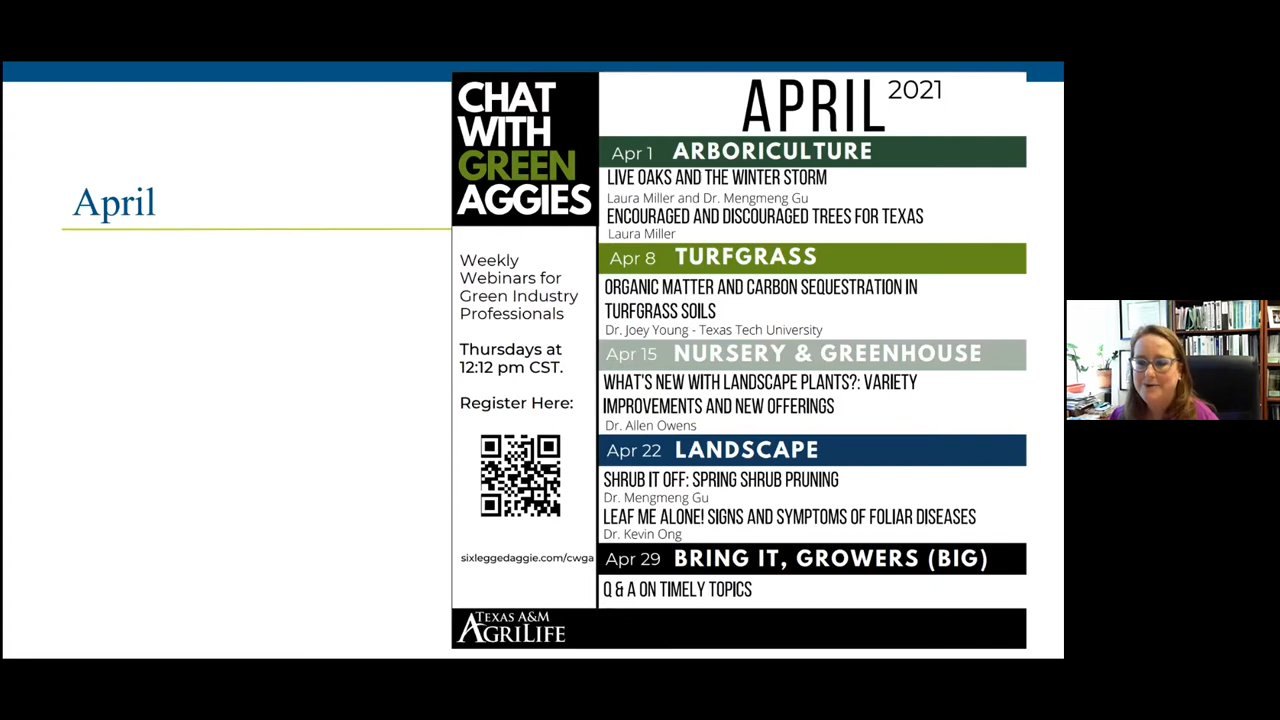 April
CHAT
WITH
GREEN
AGGIES
Weekly
Webinars for
Green Industry
Professionals
Thursdays at
12:12 pm CST.
Register Here:
sixleggedaggie.com/cwga
TEXAS A&M
AGRILIFE
APRIL 2021
Apr 1 ARBORICULTURE
LIVE OAKS AND THE WINTER STORM
Laura Miller and Dr. Mengmeng Gu
ENCOURAGED AND DISCOURAGED TREES FOR TEXAS
Laura Miller
Apr 8 TURFGRASS
ORGANIC MATTER AND CARBON SEQUESTRATION IN
TURFGRASS SOILS
Dr. Joey Young - Texas Tech University
Apr 15 NURSERY & GREENHOUSE
WHAT'S NEW WITH LANDSCAPE PLANTS?: VARIETY
IMPROVEMENTS AND NEW OFFERINGS
Dr. Allen Owens
Apr 22 LANDSCAPE
SHRUB IT OFF: SPRING SHRUB PRUNING
Dr. Mengmeng Gu
LEAF ME ALONE! SIGNS AND SYMPTOMS OF FOLIAR DISEASES
Dr. Kevin Ong
Apr 29 BRING IT, GROWERS (BIG)
Q & A ON TIMELY TOPICS